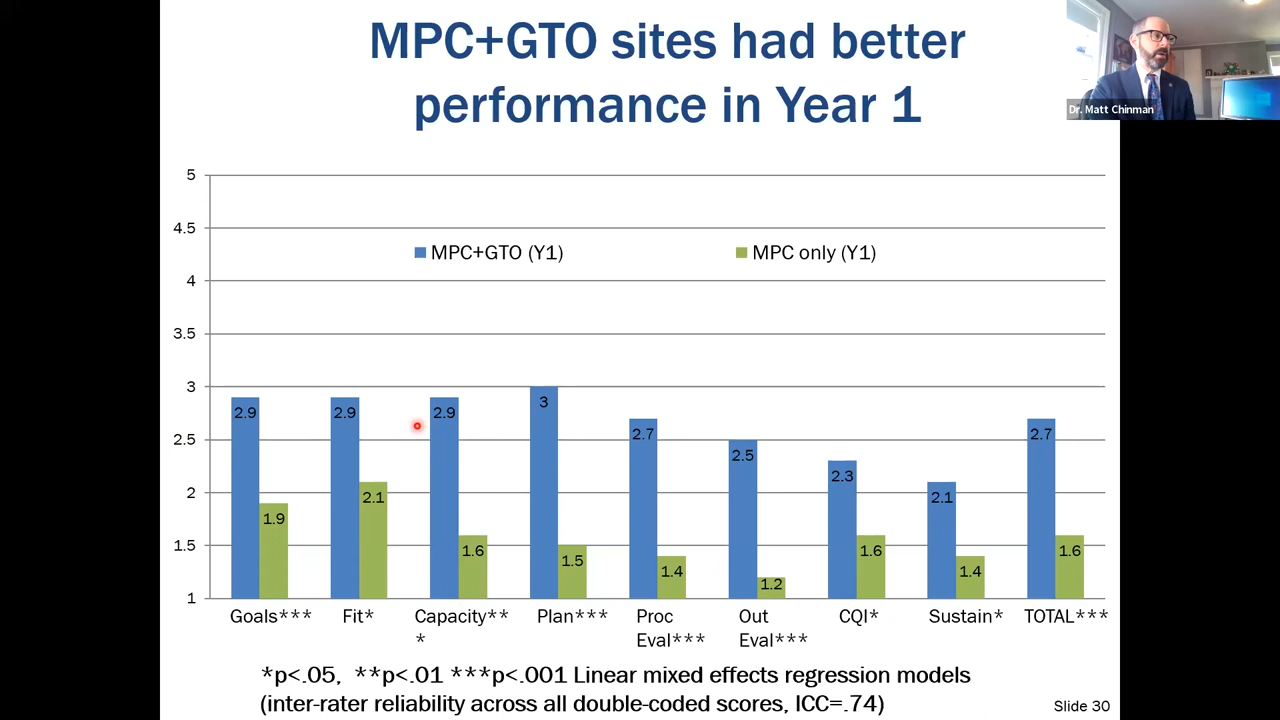 MPC+GTO sites had better
performance in Year 1
Dr. Matt Chinman
5
4.5
4
3.5
3
2.5
2
1.5
1
MPC+GTO (Y1)
MPC only (Y1)
2.9
1.9
2.9
2.1
2.9
1.6
3
1.5
2.7
1.4
2.5
1.2
2.3
1.6
2.1
1.4
2.7
1.6
Goals***
Fit*
Capacity**
*
Plan***
Proc
Eval***
Out
Eval***
CQI*
Sustain*
TOTAL***
*p<.05, **p<.01 ***p<.001 Linear mixed effects regression models
(inter-rater reliability across all double-coded scores, ICC=.74)
Slide 30